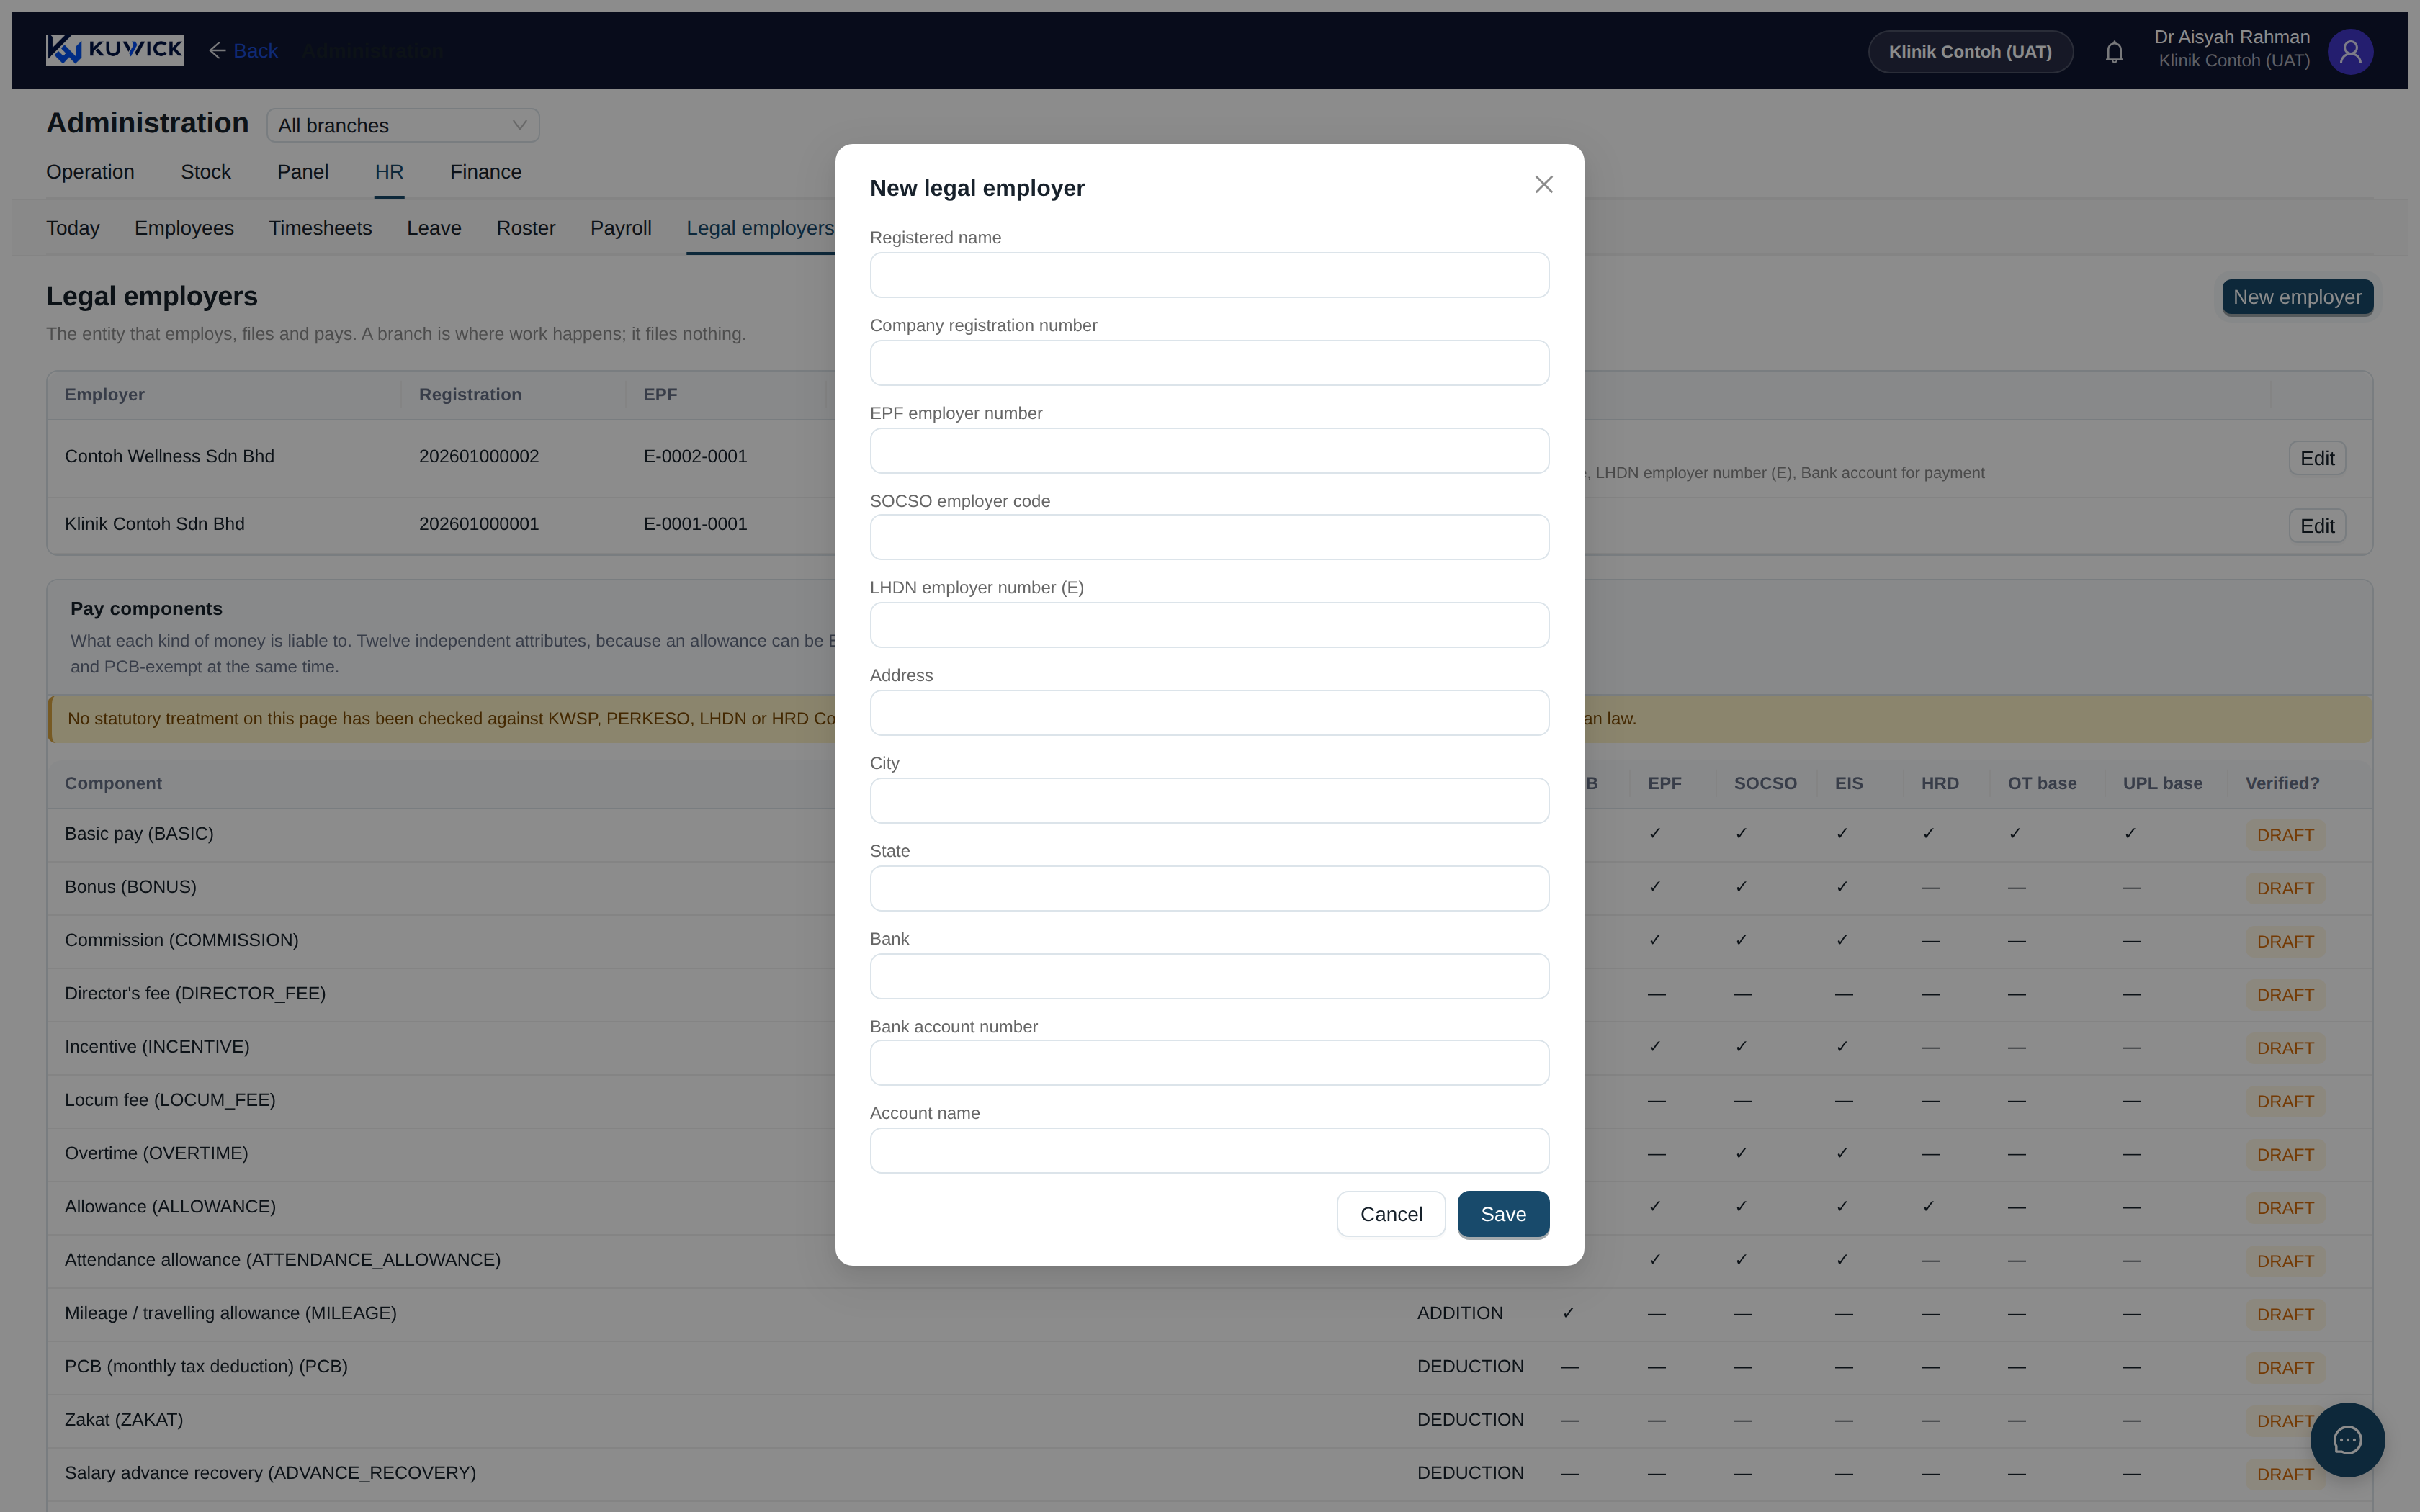 KUWICK
Back
Administration
Klinik Contoh (UAT)
Dr Aisyah Rahman
Klinik Contoh (UAT)
Administration
All branches
Operation Stock Panel HR Finance
Today Employees Timesheets Leave Roster Payroll Legal employers
Legal employers
New employer
The entity that employs, files and pays. A branch is where work happens; it files nothing.
Employer Registration EPF
Contoh Wellness Sdn Bhd 202601000002 E-0002-0001 , LHDN employer number (E), Bank account for payment Edit
Klinik Contoh Sdn Bhd 202601000001 E-0001-0001 Edit
Pay components
What each kind of money is liable to. Twelve independent attributes, because an allowance can be
and PCB-exempt at the same time.
No statutory treatment on this page has been checked against KWSP, PERKESO, LHDN or HRD Co an law.
Component B EPF SOCSO EIS HRD OT base UPL base Verified?
Basic pay (BASIC) ✓ ✓ ✓ ✓ ✓ ✓ DRAFT
Bonus (BONUS) ✓ ✓ ✓ — — — DRAFT
Commission (COMMISSION) ✓ ✓ ✓ — — — DRAFT
Director's fee (DIRECTOR_FEE) — — — — — — DRAFT
Incentive (INCENTIVE) ✓ ✓ ✓ — — — DRAFT
Locum fee (LOCUM_FEE) — — — — — — DRAFT
Overtime (OVERTIME) — ✓ ✓ — — — DRAFT
Allowance (ALLOWANCE) ✓ ✓ ✓ ✓ — — DRAFT
Attendance allowance (ATTENDANCE_ALLOWANCE) ✓ ✓ ✓ — — — DRAFT
Mileage / travelling allowance (MILEAGE) ADDITION ✓ — — — — — — DRAFT
PCB (monthly tax deduction) (PCB) DEDUCTION — — — — — — — DRAFT
Zakat (ZAKAT) DEDUCTION — — — — — — — DRAFT
Salary advance recovery (ADVANCE_RECOVERY) DEDUCTION — — — — — — — DRAFT
New legal employer
Registered name
Company registration number
EPF employer number
SOCSO employer code
LHDN employer number (E)
Address
City
State
Bank
Bank account number
Account name
Cancel Save